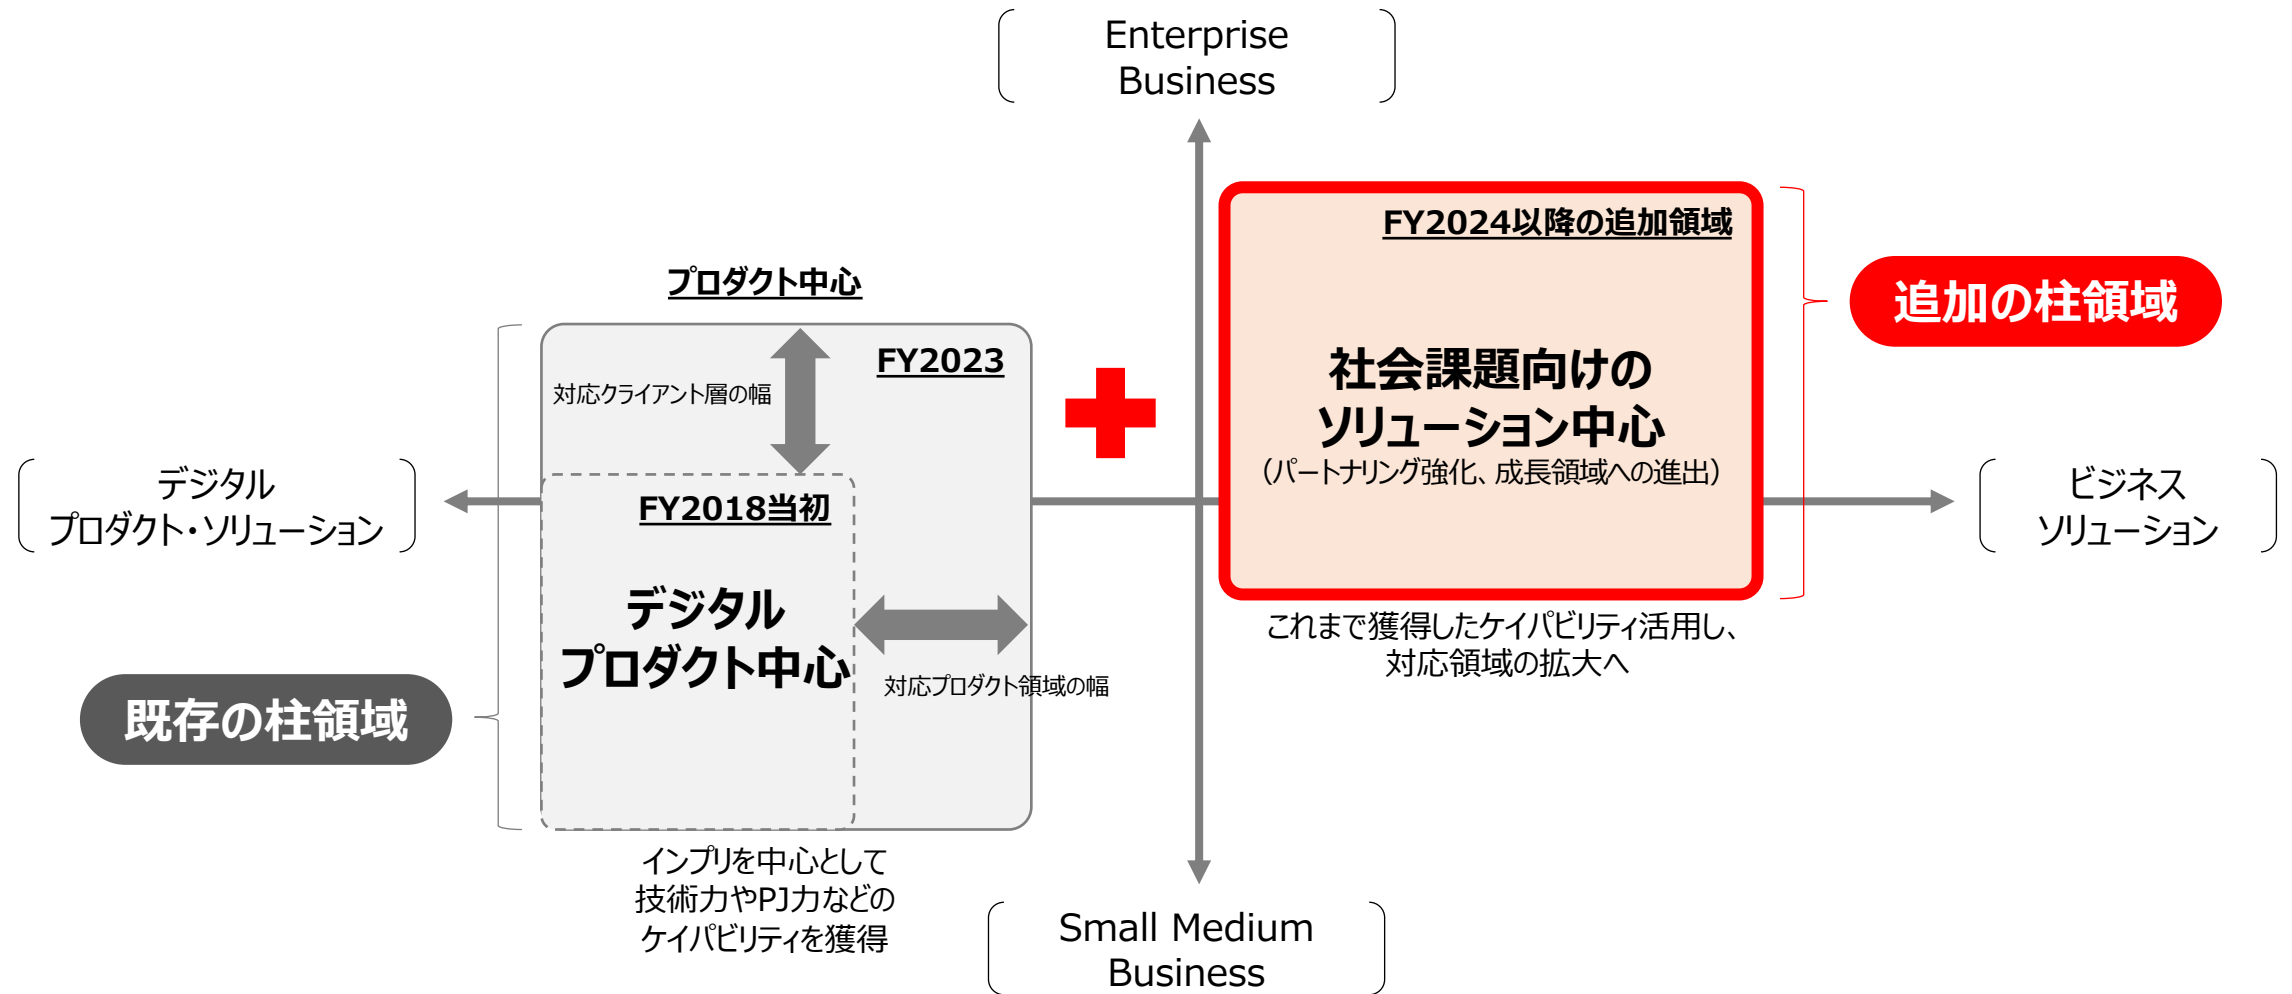 Enterprise
Business
FY2024以降の追加領域
プロダクト中心
追加の柱領域
FY2023
対応クライアント層の幅
社会課題向けの
ソリューション中心
（パートナリング強化、成長領域への進出）
デジタル
プロダクト・ソリューション
FY2018当初
ビジネス
ソリューション
デジタル
プロダクト中心
これまで獲得したケイパビリティ活用し、
対応領域の拡大へ
対応プロダクト領域の幅
既存の柱領域
インプリを中心として
技術力やPJ力などの
ケイパビリティを獲得
Small Medium
Business